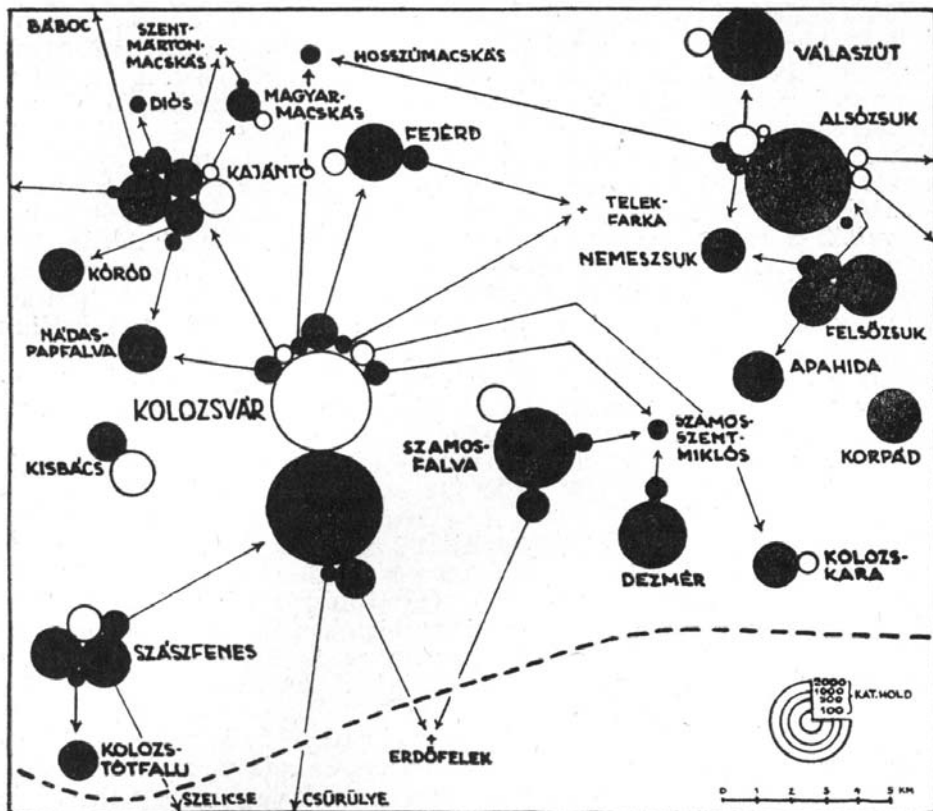 BÁBOC
SZENT-
MÁRTON-
MACSKÁS
HOSSZÚMACSKÁS
VÁLASZÚT
DIÓS
MAGYAR-
MACSKÁS
FEJÉRD
ALSÓZSUK
KAJÁNTÓ
TELEK-
FARKA
NEMESZSUK
KÓRÓD
FELSŐZSUK
NÁDAS-
PAPFALVA
APAHIDA
KOLOZSVÁR
SZAMOS-
FALVA
SZAMOS-
SZENT-
MIKLÓS
KORPÁD
KISBÁCS
DEZMÉR
KOLOZS-
KARA
SZÁSZFENES
2000
1000
500
100
KAT. HOLD
KOLOZS-
TÓTFALU
ERDŐFELEK
SZELICSE
CSÜRÜLYE
0 1 2 3 4 5 KM